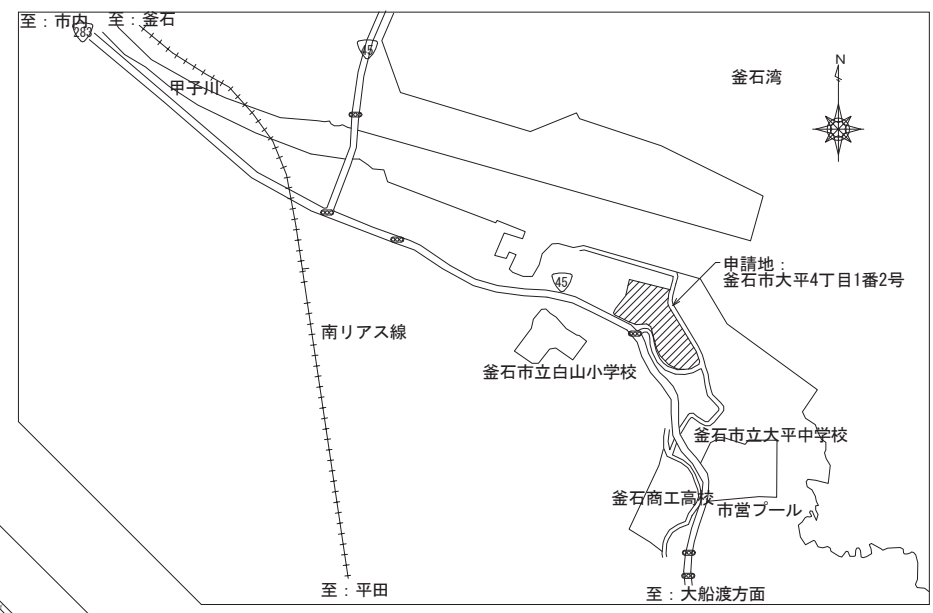 至：市内
至：釜石
283
45
釜石湾
N
甲子川
申請地：
釜石市大平4丁目1番2号
45
南リアス線
釜石市立白山小学校
釜石市立大平中学校
釜石商工高校
市営プール
至：平田
至：大船渡方面